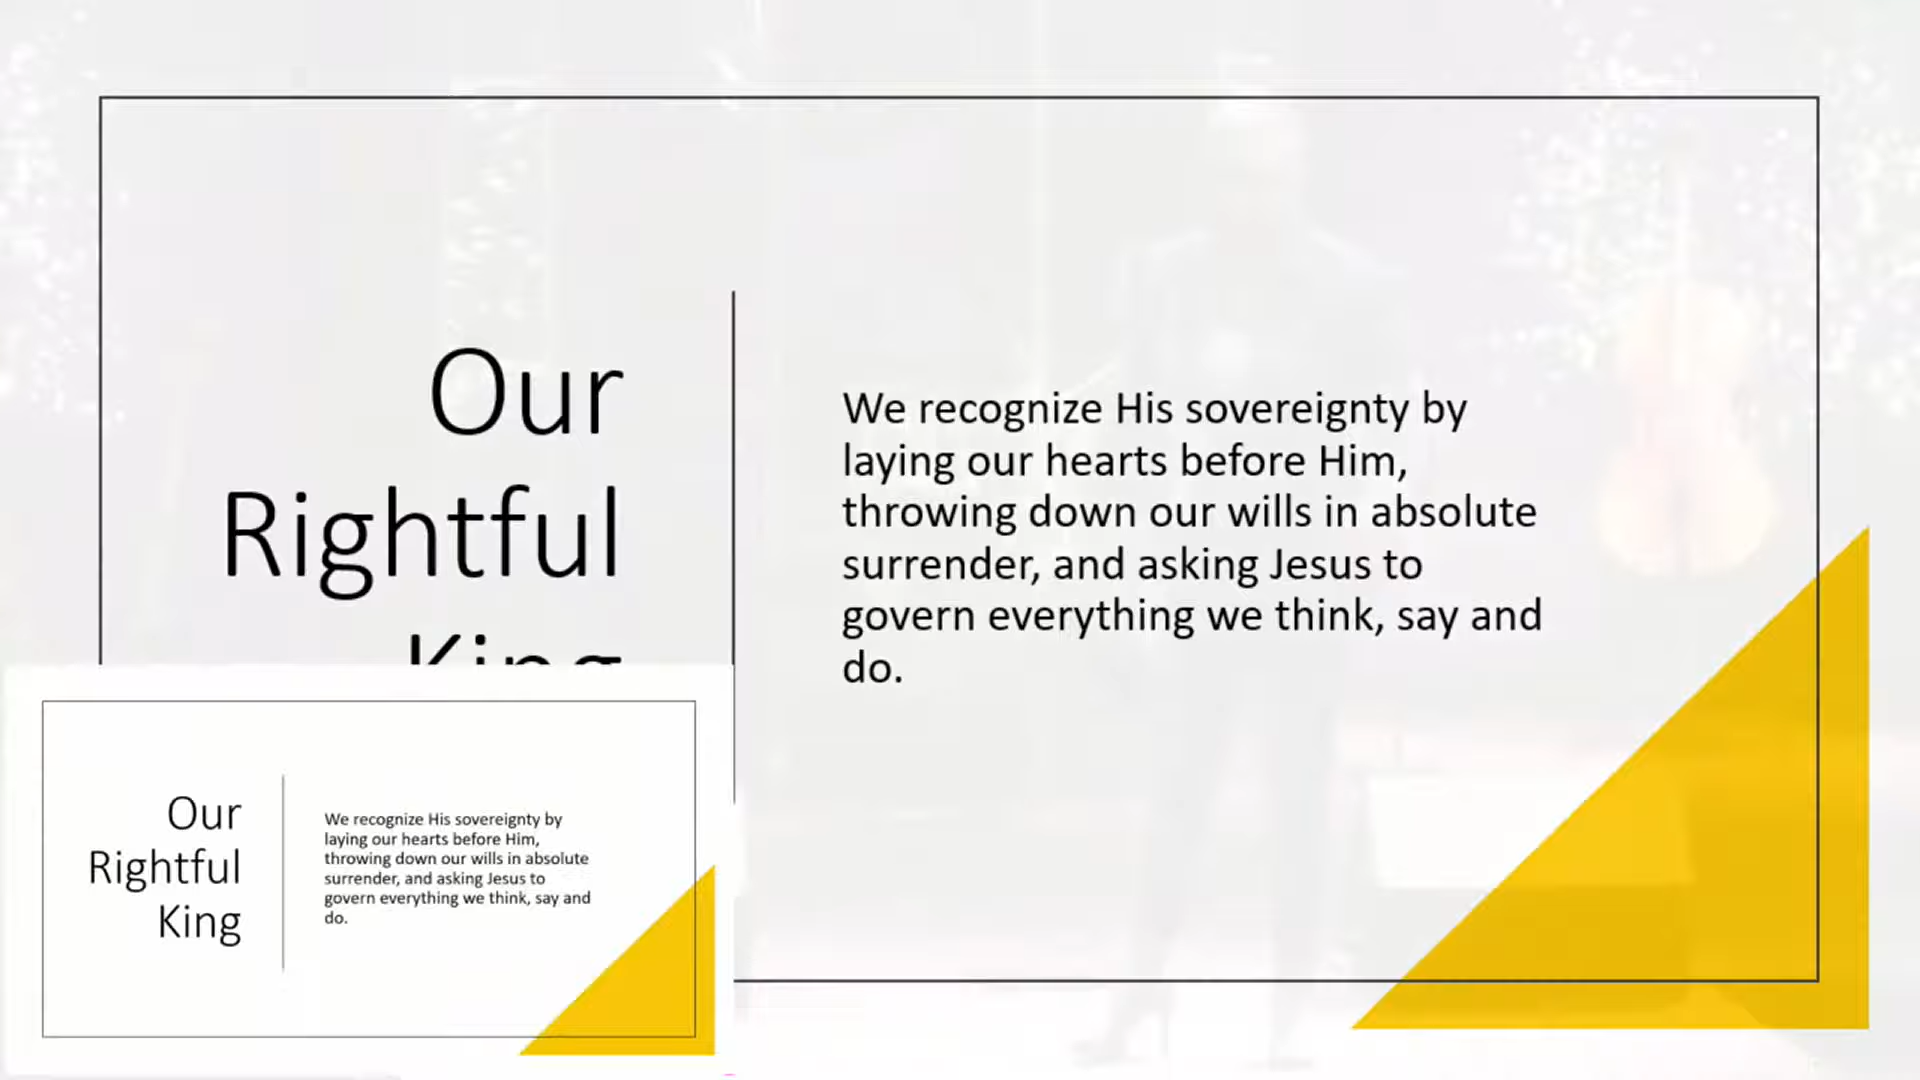 Our
Rightful
King
We recognize His sovereignty by
laying our hearts before Him,
throwing down our wills in absolute
surrender, and asking Jesus to
govern everything we think, say and
do.
Our
Rightful
King
We recognize His sovereignty by
laying our hearts before Him,
throwing down our wills in absolute
surrender, and asking Jesus to
govern everything we think, say and
do.